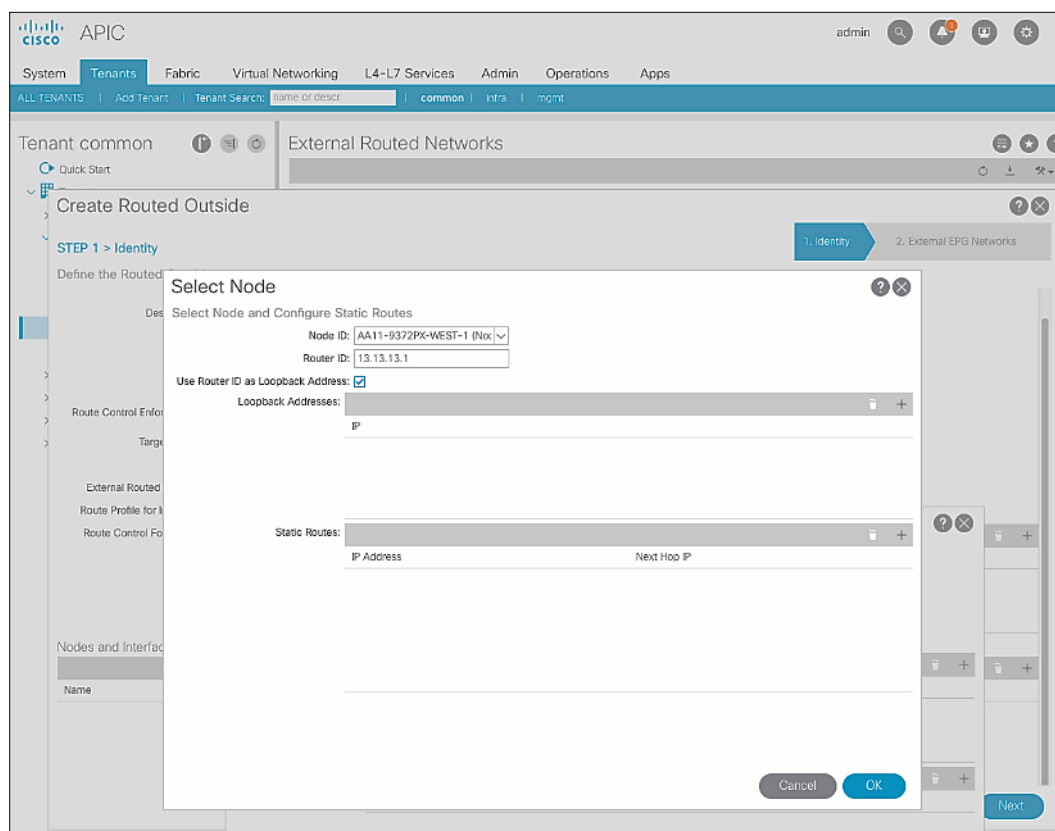 CISCO APIC admin
System Tenants Fabric Virtual Networking L4-L7 Services Admin Operations Apps
ALL TENANTS | Add Tenant | Tenant Search: name or descr | common | infra | mgmt
Tenant common
External Routed Networks
Quick Start
Create Routed Outside
STEP 1 > Identity
1. Identity
2. External EPG Networks
Define the Routed
Select Node
Des
Select Node and Configure Static Routes
Node ID: AA11-9372PX-WEST-1 (Noc
Router ID: 13.13.13.1
Use Router ID as Loopback Address:
Loopback Addresses:
IP
Route Control Enfor
Targe
External Routed
Route Profile for I
Route Control Fo
Static Routes:
IP Address Next Hop IP
Nodes and Interfac
Name
Cancel OK
Next